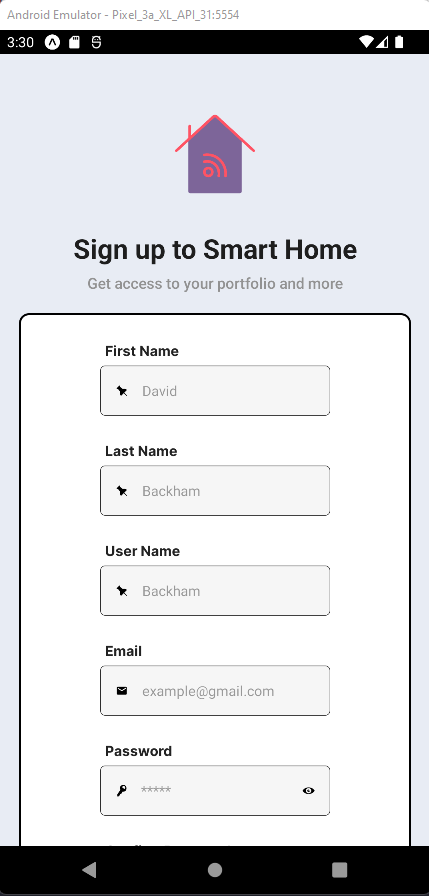 Android Emulator - Pixel_3a_XL_API_31:5554
3:30
Sign up to Smart Home
Get access to your portfolio and more
First Name
David
Last Name
Backham
User Name
Backham
Email
example@gmail.com
Password
*****